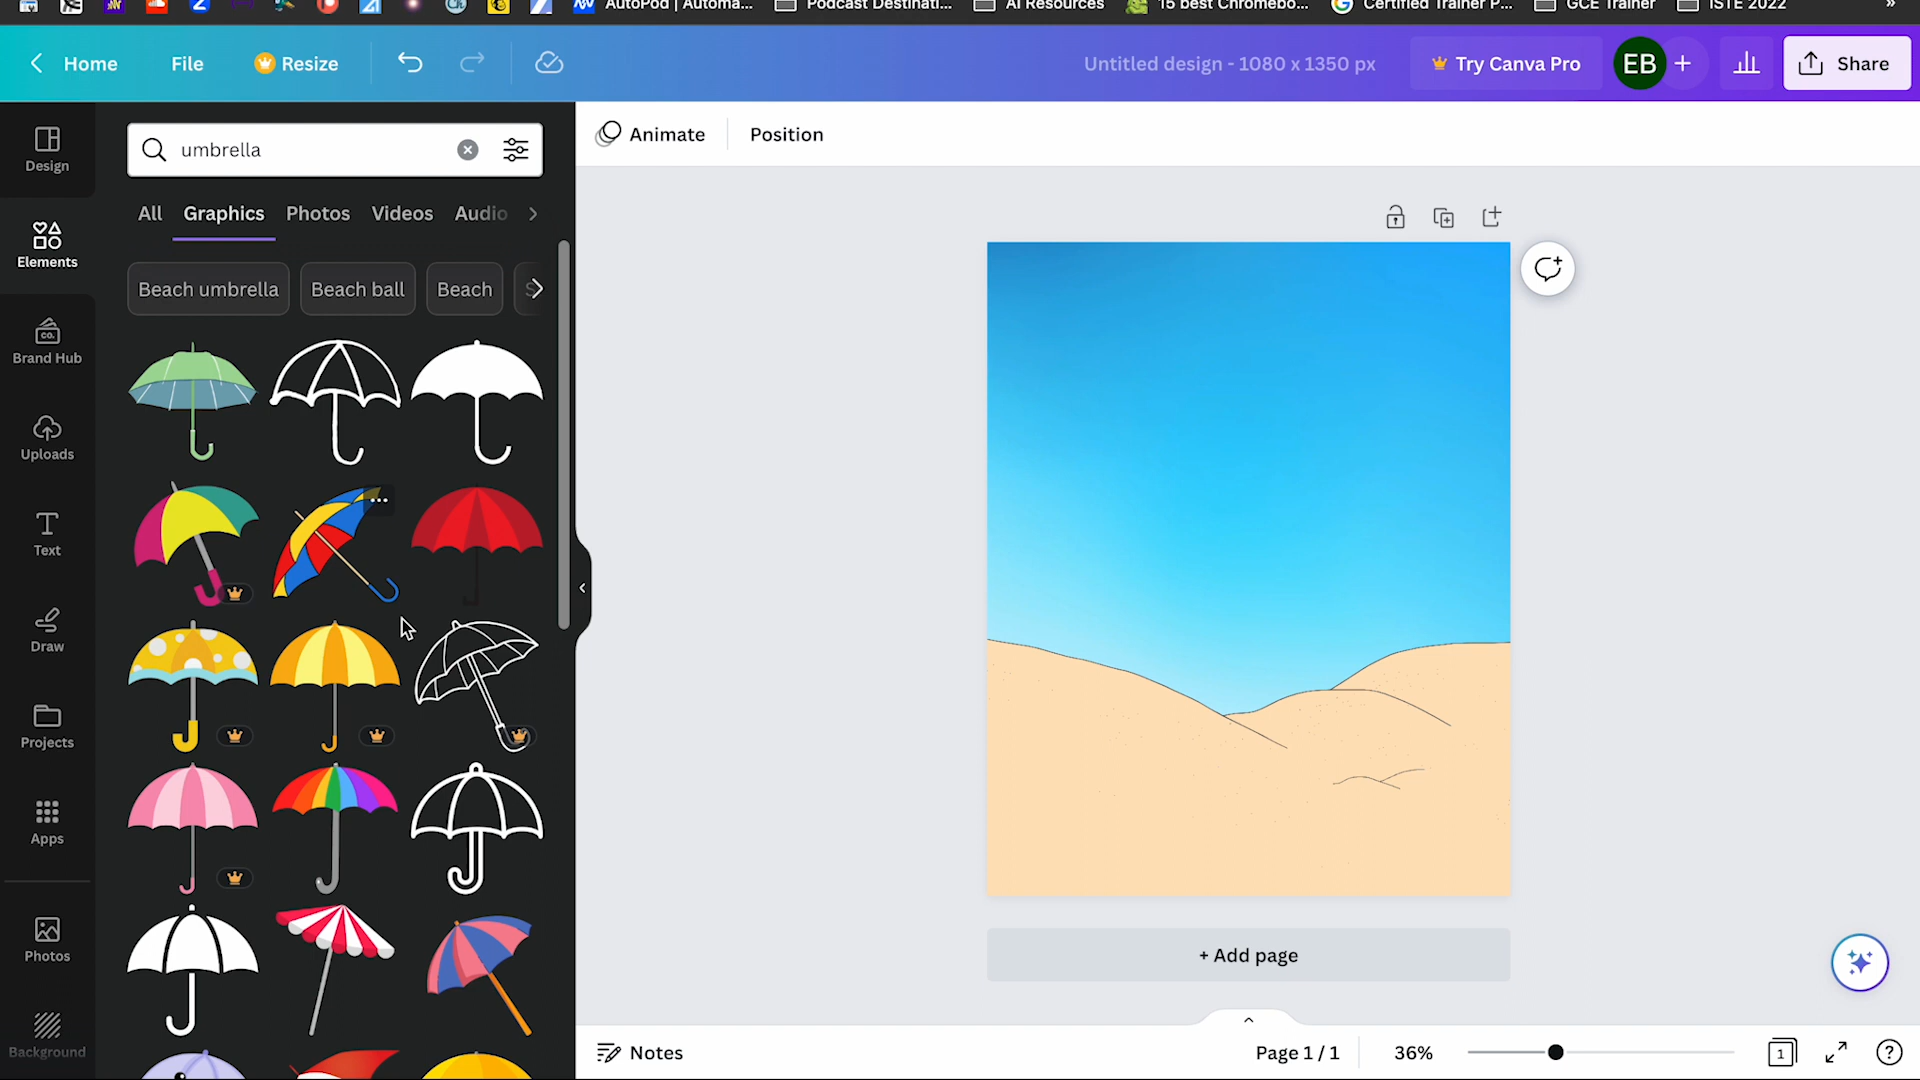 AutoPod | Automa...
Podcast Destinati...
AI Resources
15 best Chromebo...
Certified Trainer P...
GCE Trainer
ISTE 2022
»
Home
File
Resize
Untitled design - 1080 x 1350 px
Try Canva Pro
EB
+
Share
Design
Elements
Brand Hub
CO.
Uploads
Text
Draw
Projects
Apps
Photos
Background
umbrella
All
Graphics
Photos
Videos
Audio
Beach umbrella
Beach ball
Beach
S
Animate
Position
+ Add page
Notes
Page 1 / 1
36%
1
?